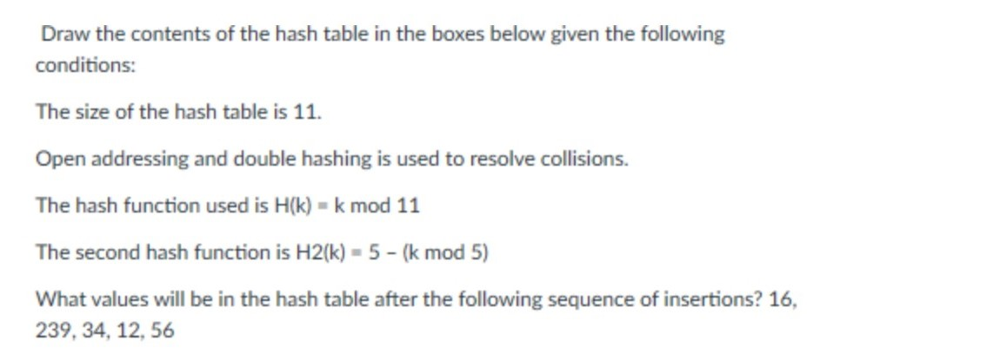 Draw the contents of the hash table in the boxes below given the following
conditions:
The size of the hash table is 11.
Open addressing and double hashing is used to resolve collisions.
The hash function used is H(k) = k mod 11
The second hash function is H2(k) = 5 – (k mod 5)
What values will be in the hash table after the following sequence of insertions? 16,
239, 34, 12, 56